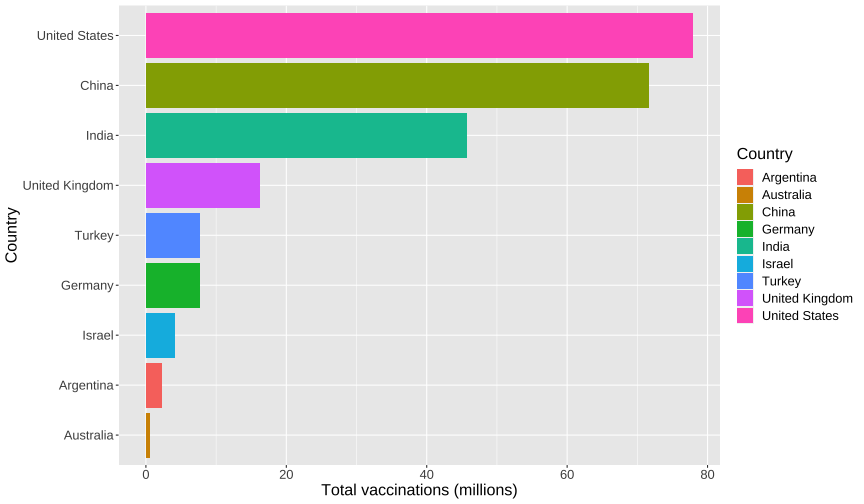 United States
China
India
United Kingdom
Turkey
Germany
Israel
Argentina
Australia
Country
0 20 40 60 80
Total vaccinations (millions)
Country
Argentina
Australia
China
Germany
India
Israel
Turkey
United Kingdom
United States